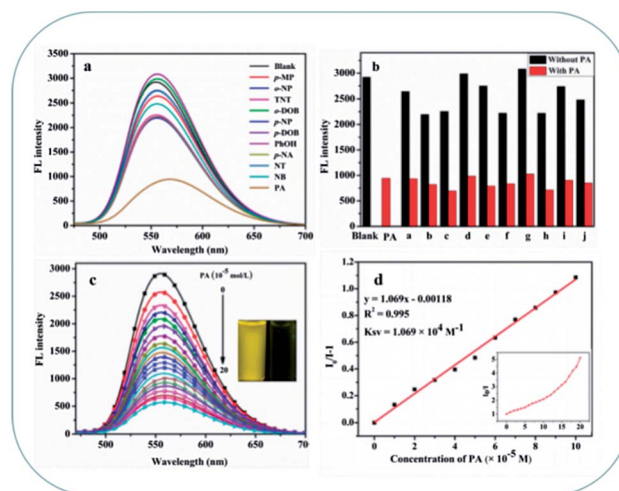 a
Blank
p-MP
o-NP
TNT
o-DOB
p-NP
p-DOB
PhOH
p-NA
NT
NB
PA
3500
3000
2500
2000
1500
1000
500
0
FL intensity
500 550 600 650 700
Wavelength (nm)
b
Without PA
With PA
3000
2500
2000
1500
1000
500
0
FL intensity
Blank PA a b c d e f g h i j
c
PA (10-5 mol/L)
0
20
3000
2500
2000
1500
1000
500
0
FL intensity
500 550 600 650
Wavelength (nm)
d
y = 1.069x - 0.00118
R2 = 0.995
Ksv = 1.069 × 104 M-1
1.2
1.0
0.8
0.6
0.4
0.2
0.0
I0/I-1
5
4
3
2
1
I0/I
0 5 10 15 20
0 2 4 6 8 10
Concentration of PA (× 10-5 M)